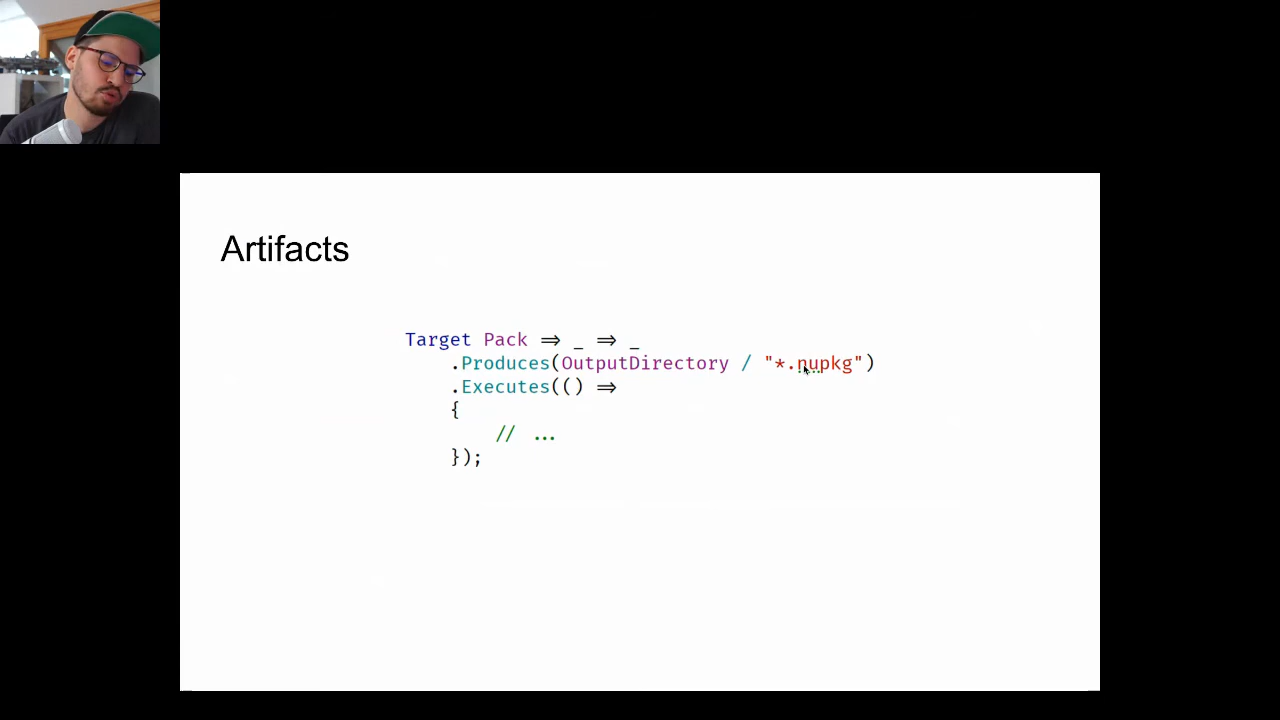 Artifacts
Target Pack ⇒ _ ⇒ _
.Produces(OutputDirectory / "*.nupkg")
.Executes(() ⇒
{
// ...
});